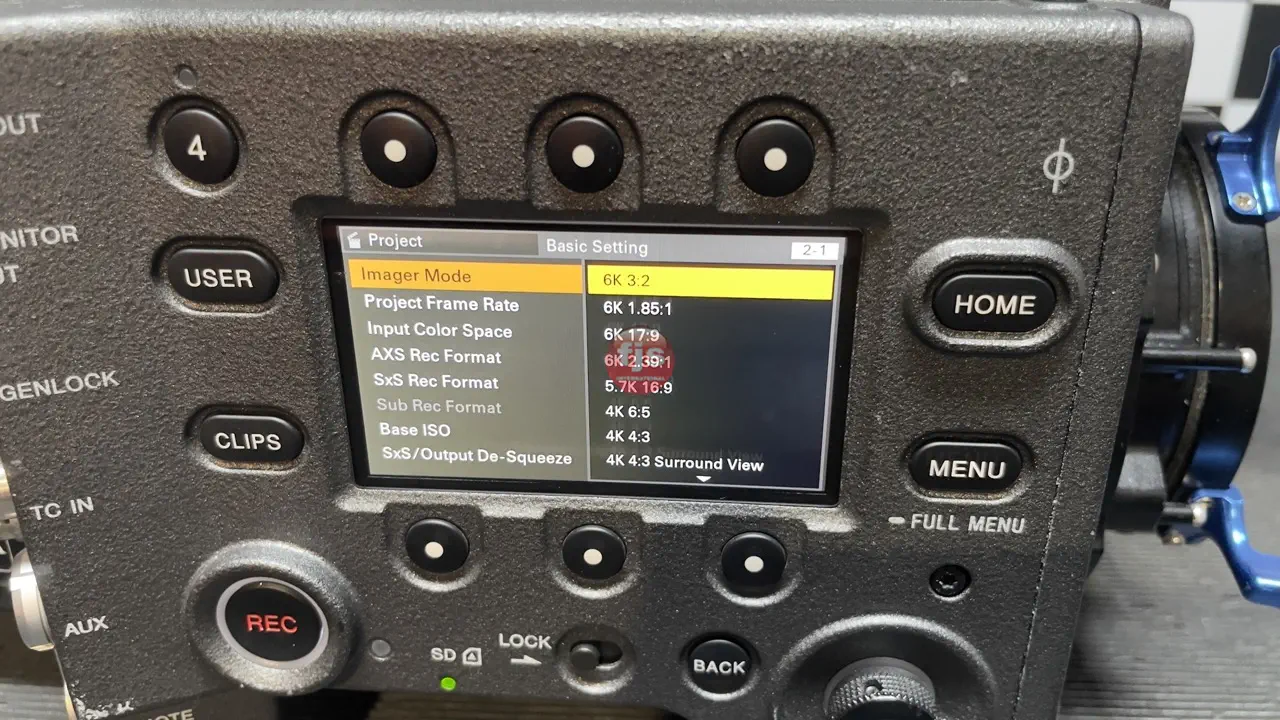 OUT
4
NITOR
USER
GENLOCK
CLIPS
TC IN
REC
AUX
SD
LOCK
BACK
HOME
MENU
FULL MENU
Project
Basic Setting
2-1
Imager Mode
Project Frame Rate
Input Color Space
AXS Rec Format
SxS Rec Format
Sub Rec Format
Base ISO
SxS/Output De-Squeeze
6K 3:2
6K 1.85:1
6K 17:9
6K 2.39:1
5.7K 16:9
4K 6:5
4K 4:3
4K 4:3 Surround View
fjs
INTERNATIONAL